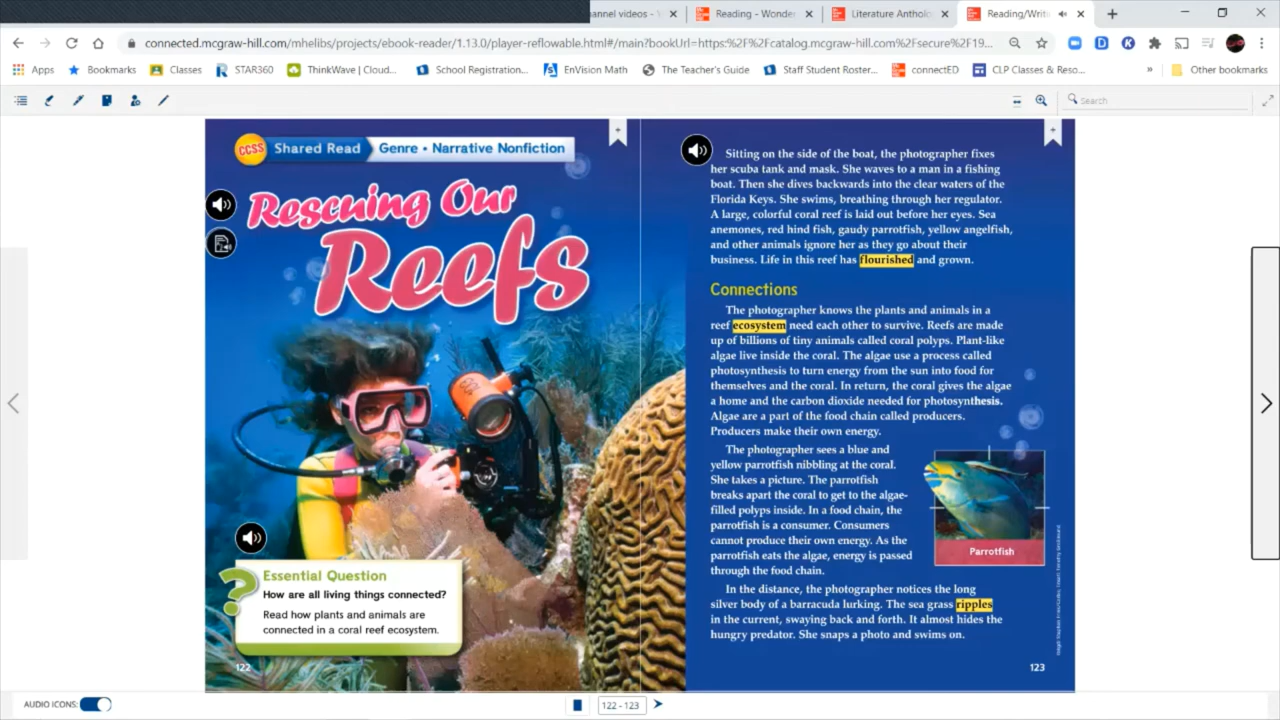 annel videos - Y
Reading - Wonder
Literature Antholo
Reading/Writi
connected.mcgraw-hill.com/mhelibs/projects/ebook-reader/1.13.0/player-reflowable.html#/main?bookUrl=https:%2F%2Fcatalog.mcgraw-hill.com%2Fsecure%2F19...
Apps
Bookmarks
Classes
STAR360
ThinkWave | Cloud...
School Registration...
EnVision Math
The Teacher's Guide
Staff Student Roster...
connectED
CLP Classes & Reso...
»
Other bookmarks
Search
CCSS Shared Read Genre • Narrative Nonfiction
Rescuing Our
Reefs
Essential Question
How are all living things connected?
Read how plants and animals are
connected in a coral reef ecosystem.
122
Sitting on the side of the boat, the photographer fixes
her scuba tank and mask. She waves to a man in a fishing
boat. Then she dives backwards into the clear waters of the
Florida Keys. She swims, breathing through her regulator.
A large, colorful coral reef is laid out before her eyes. Sea
anemones, red hind fish, gaudy parrotfish, yellow angelfish,
and other animals ignore her as they go about their
business. Life in this reef has flourished and grown.
Connections
The photographer knows the plants and animals in a
reef ecosystem need each other to survive. Reefs are made
up of billions of tiny animals called coral polyps. Plant-like
algae live inside the coral. The algae use a process called
photosynthesis to turn energy from the sun into food for
themselves and the coral. In return, the coral gives the algae
a home and the carbon dioxide needed for photosynthesis.
Algae are a part of the food chain called producers.
Producers make their own energy.
The photographer sees a blue and
yellow parrotfish nibbling at the coral.
She takes a picture. The parrotfish
breaks apart the coral to get to the algae-
filled polyps inside. In a food chain, the
parrotfish is a consumer. Consumers
cannot produce their own energy. As the
parrotfish eats the algae, energy is passed
through the food chain.
Parrotfish
In the distance, the photographer notices the long
silver body of a barracuda lurking. The sea grass ripples
in the current, swaying back and forth. It almost hides the
hungry predator. She snaps a photo and swims on.
123
AUDIO ICONS:
122 - 123